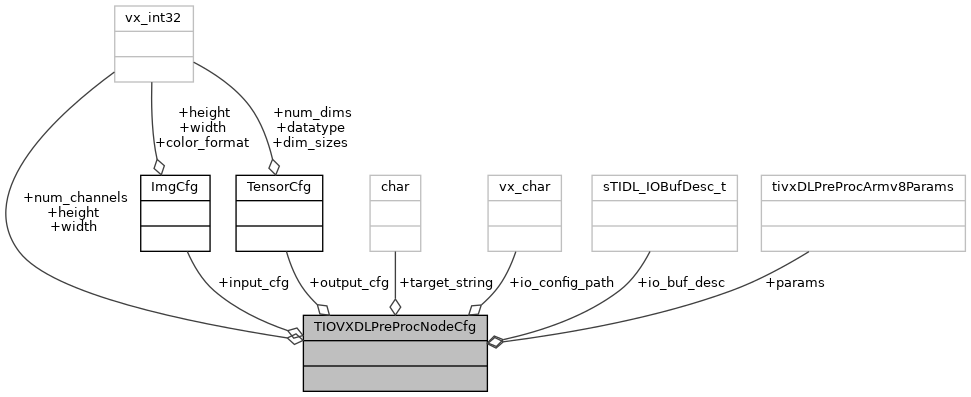 vx_int32
+height
+width
+color_format
+num_dims
+datatype
+dim_sizes
+num_channels
+height
+width
ImgCfg
TensorCfg
char
vx_char
sTIDL_IOBufDesc_t
tivxDLPreProcArmv8Params
+input_cfg
+output_cfg
+target_string
+io_config_path
+io_buf_desc
+params
TIOVXDLPreProcNodeCfg